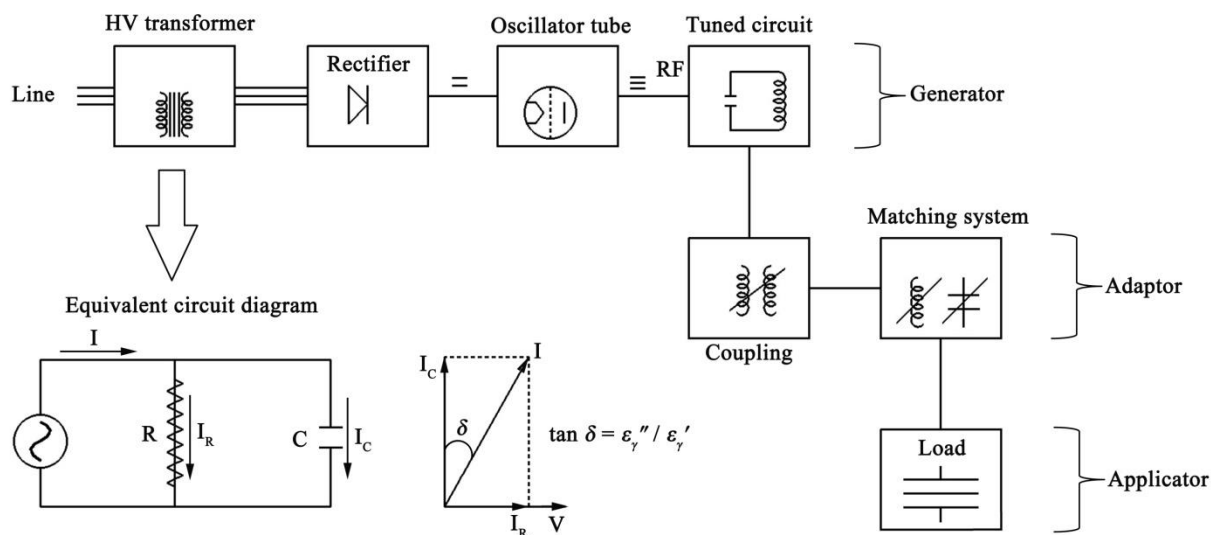 HV transformer
Oscillator tube
Tuned circuit
Line
Rectifier
=
≡
RF
Generator
Matching system
Coupling
Adaptor
Equivalent circuit diagram
I
R
I_R
C
I_C
I_C
I
δ
I_R
V
tan δ = ε_γ″ / ε_γ′
Load
Applicator